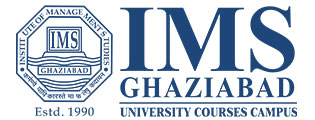 INSTITUTE OF MANAGEMENT STUDIES
IMS
GHAZIABAD
Estd. 1990
IMS
GHAZIABAD
UNIVERSITY COURSES CAMPUS